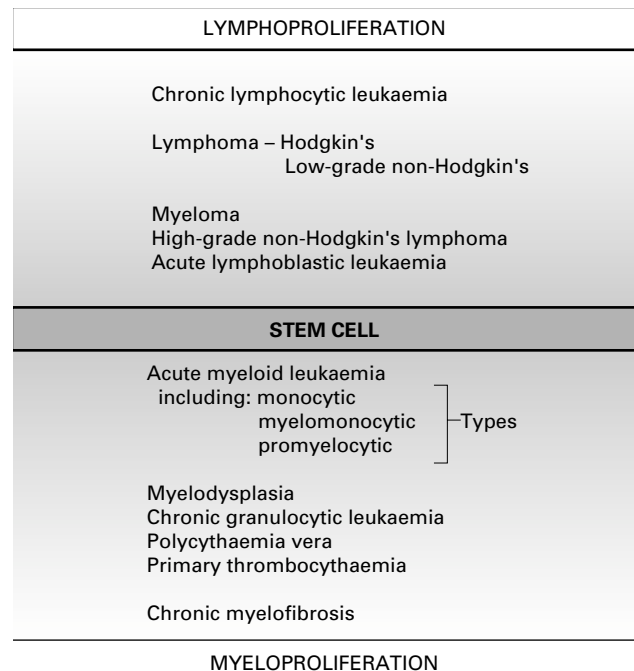 LYMPHOPROLIFERATION
Chronic lymphocytic leukaemia
Lymphoma – Hodgkin's
Low-grade non-Hodgkin's
Myeloma
High-grade non-Hodgkin's lymphoma
Acute lymphoblastic leukaemia
STEM CELL
Acute myeloid leukaemia
including: monocytic
myelomonocytic
Types
promyelocytic
Myelodysplasia
Chronic granulocytic leukaemia
Polycythaemia vera
Primary thrombocythaemia
Chronic myelofibrosis
MYELOPROLIFERATION